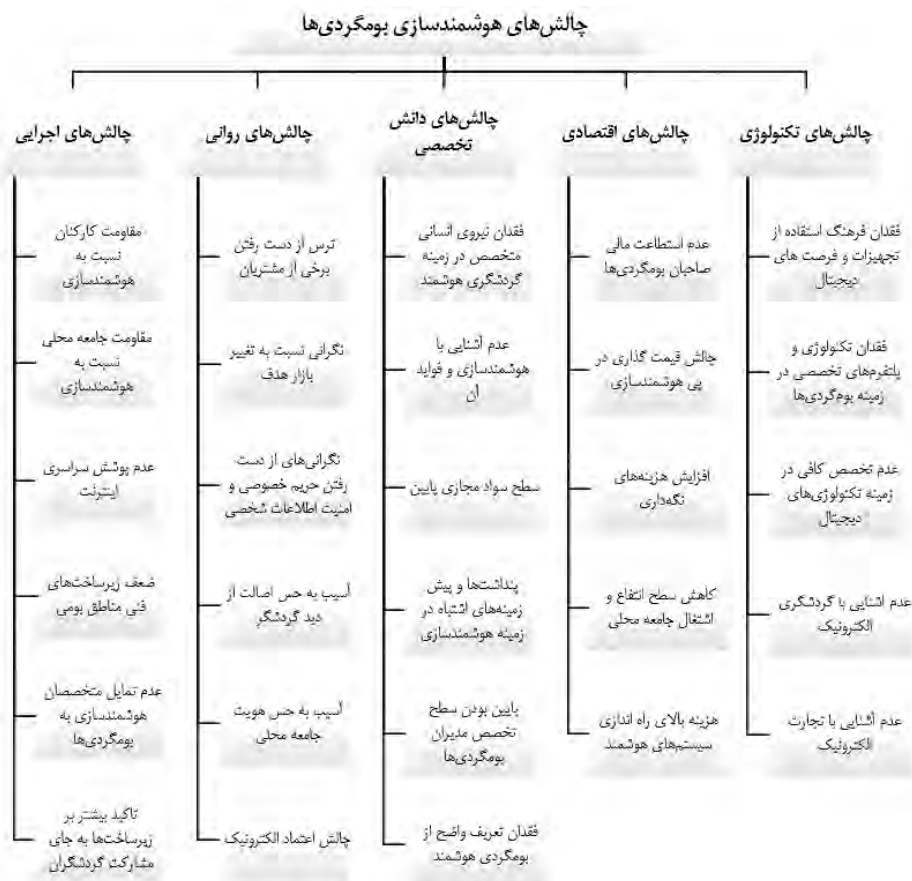 چالش‌های هوشمندسازی بومگردی‌ها
چالش‌های تکنولوژی
فقدان فرهنگ استفاده از
تجهیزات و فرصت های
دیجیتال
فقدان تکنولوژی و
پلتفرم‌های تخصصی در
زمینه بوم‌گردی‌ها
عدم تخصص کافی در
زمینه تکنولوژی‌های
دیجیتال
عدم آشنایی با گردشگری
الکترونیک
عدم آشنایی با تجارت
الکترونیک
چالش‌های اقتصادی
عدم استطاعت مالی
صاحبان بومگردی‌ها
چالش قیمت گذاری در
پی هوشمندسازی
افزایش هزینه‌های
نگه‌داری
کاهش سطح انتفاع و
اشتغال جامعه محلی
هزینه بالای راه اندازی
سیستم‌های هوشمند
چالش‌های دانش
تخصصی
فقدان نیروی انسانی
متخصص در زمینه
گردشگری هوشمند
عدم آشنایی با
هوشمندسازی و فواید
آن
سطح سواد مجازی پایین
پنداشت‌ها و پیش
زمینه‌های اشتباه در
زمینه هوشمندسازی
پایین بودن سطح
تخصص مدیران
بومگردی‌ها
فقدان تعریف واضح از
بومگردی هوشمند
چالش‌های روانی
ترس از دست رفتن
برخی از مشتریان
نگرانی نسبت به تغییر
بازار هدف
نگرانی‌های از دست
رفتن حریم خصوصی و
امنیت اطلاعات شخصی
آسیب به حس اصالت از
دید گردشگر
آسیب به حس هویت
جامعه محلی
چالش اعتماد الکترونیک
چالش‌های اجرایی
مقاومت کارکنان
نسبت به
هوشمندسازی
مقاومت جامعه محلی
نسبت به
هوشمندسازی
عدم پوشش سراسری
اینترنت
ضعف زیرساخت‌های
فنی مناطق بومی
عدم تمایل متخصصان
هوشمندسازی به
بومگردی‌ها
تاکید بیشتر بر
زیرساخت‌ها به جای
مشارکت گردشگران